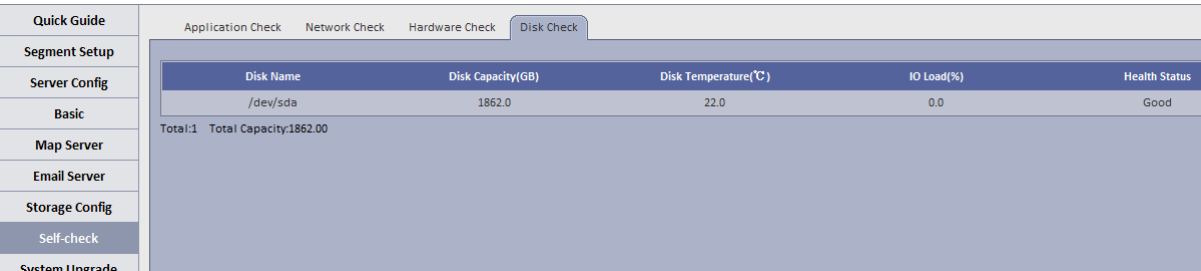 Quick Guide
Segment Setup
Server Config
Basic
Map Server
Email Server
Storage Config
Self-check
System Upgrade
Application Check Network Check Hardware Check Disk Check
Disk Name Disk Capacity(GB) Disk Temperature(℃) IO Load(%) Health Status
/dev/sda 1862.0 22.0 0.0 Good
Total:1 Total Capacity:1862.00